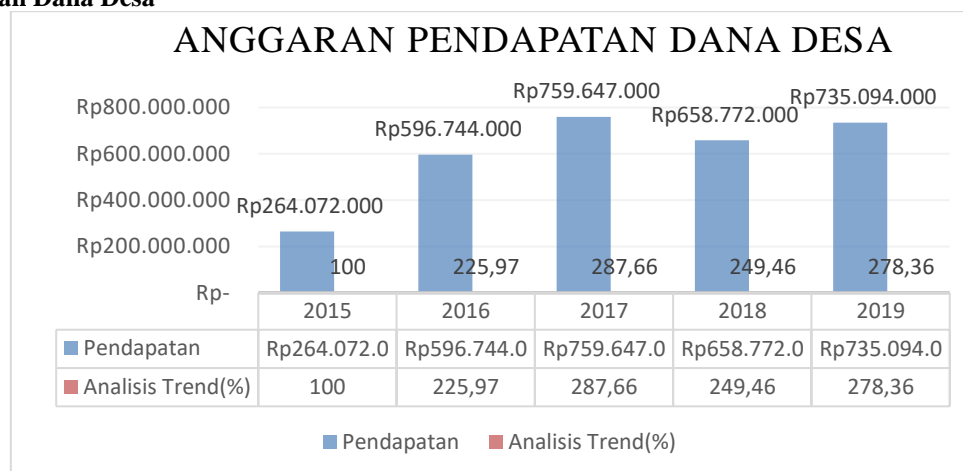 an Dana Desa
ANGGARAN PENDAPATAN DANA DESA
Rp800.000.000
Rp600.000.000
Rp400.000.000
Rp200.000.000
Rp-
Rp264.072.000
Rp596.744.000
Rp759.647.000
Rp658.772.000
Rp735.094.000
100 225,97 287,66 249,46 278,36
2015 2016 2017 2018 2019
Pendapatan Rp264.072.0 Rp596.744.0 Rp759.647.0 Rp658.772.0 Rp735.094.0
Analisis Trend(%) 100 225,97 287,66 249,46 278,36
Pendapatan Analisis Trend(%)